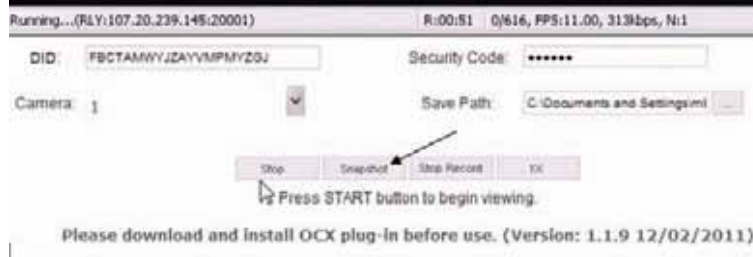 Running...(RLY:107.20.239.145:20001) R:00:51 0/616, FPS:11.00, 313kbps, N:1
DID: FBCTAMWYJZAYVMPMYZGJ Security Code: ••••••
Camera: 1 Save Path: C:\Documents and Settings\ml ...
Stop Snapshot Stop Record 1X
Press START button to begin viewing.
Please download and install OCX plug-in before use. (Version: 1.1.9 12/02/2011)